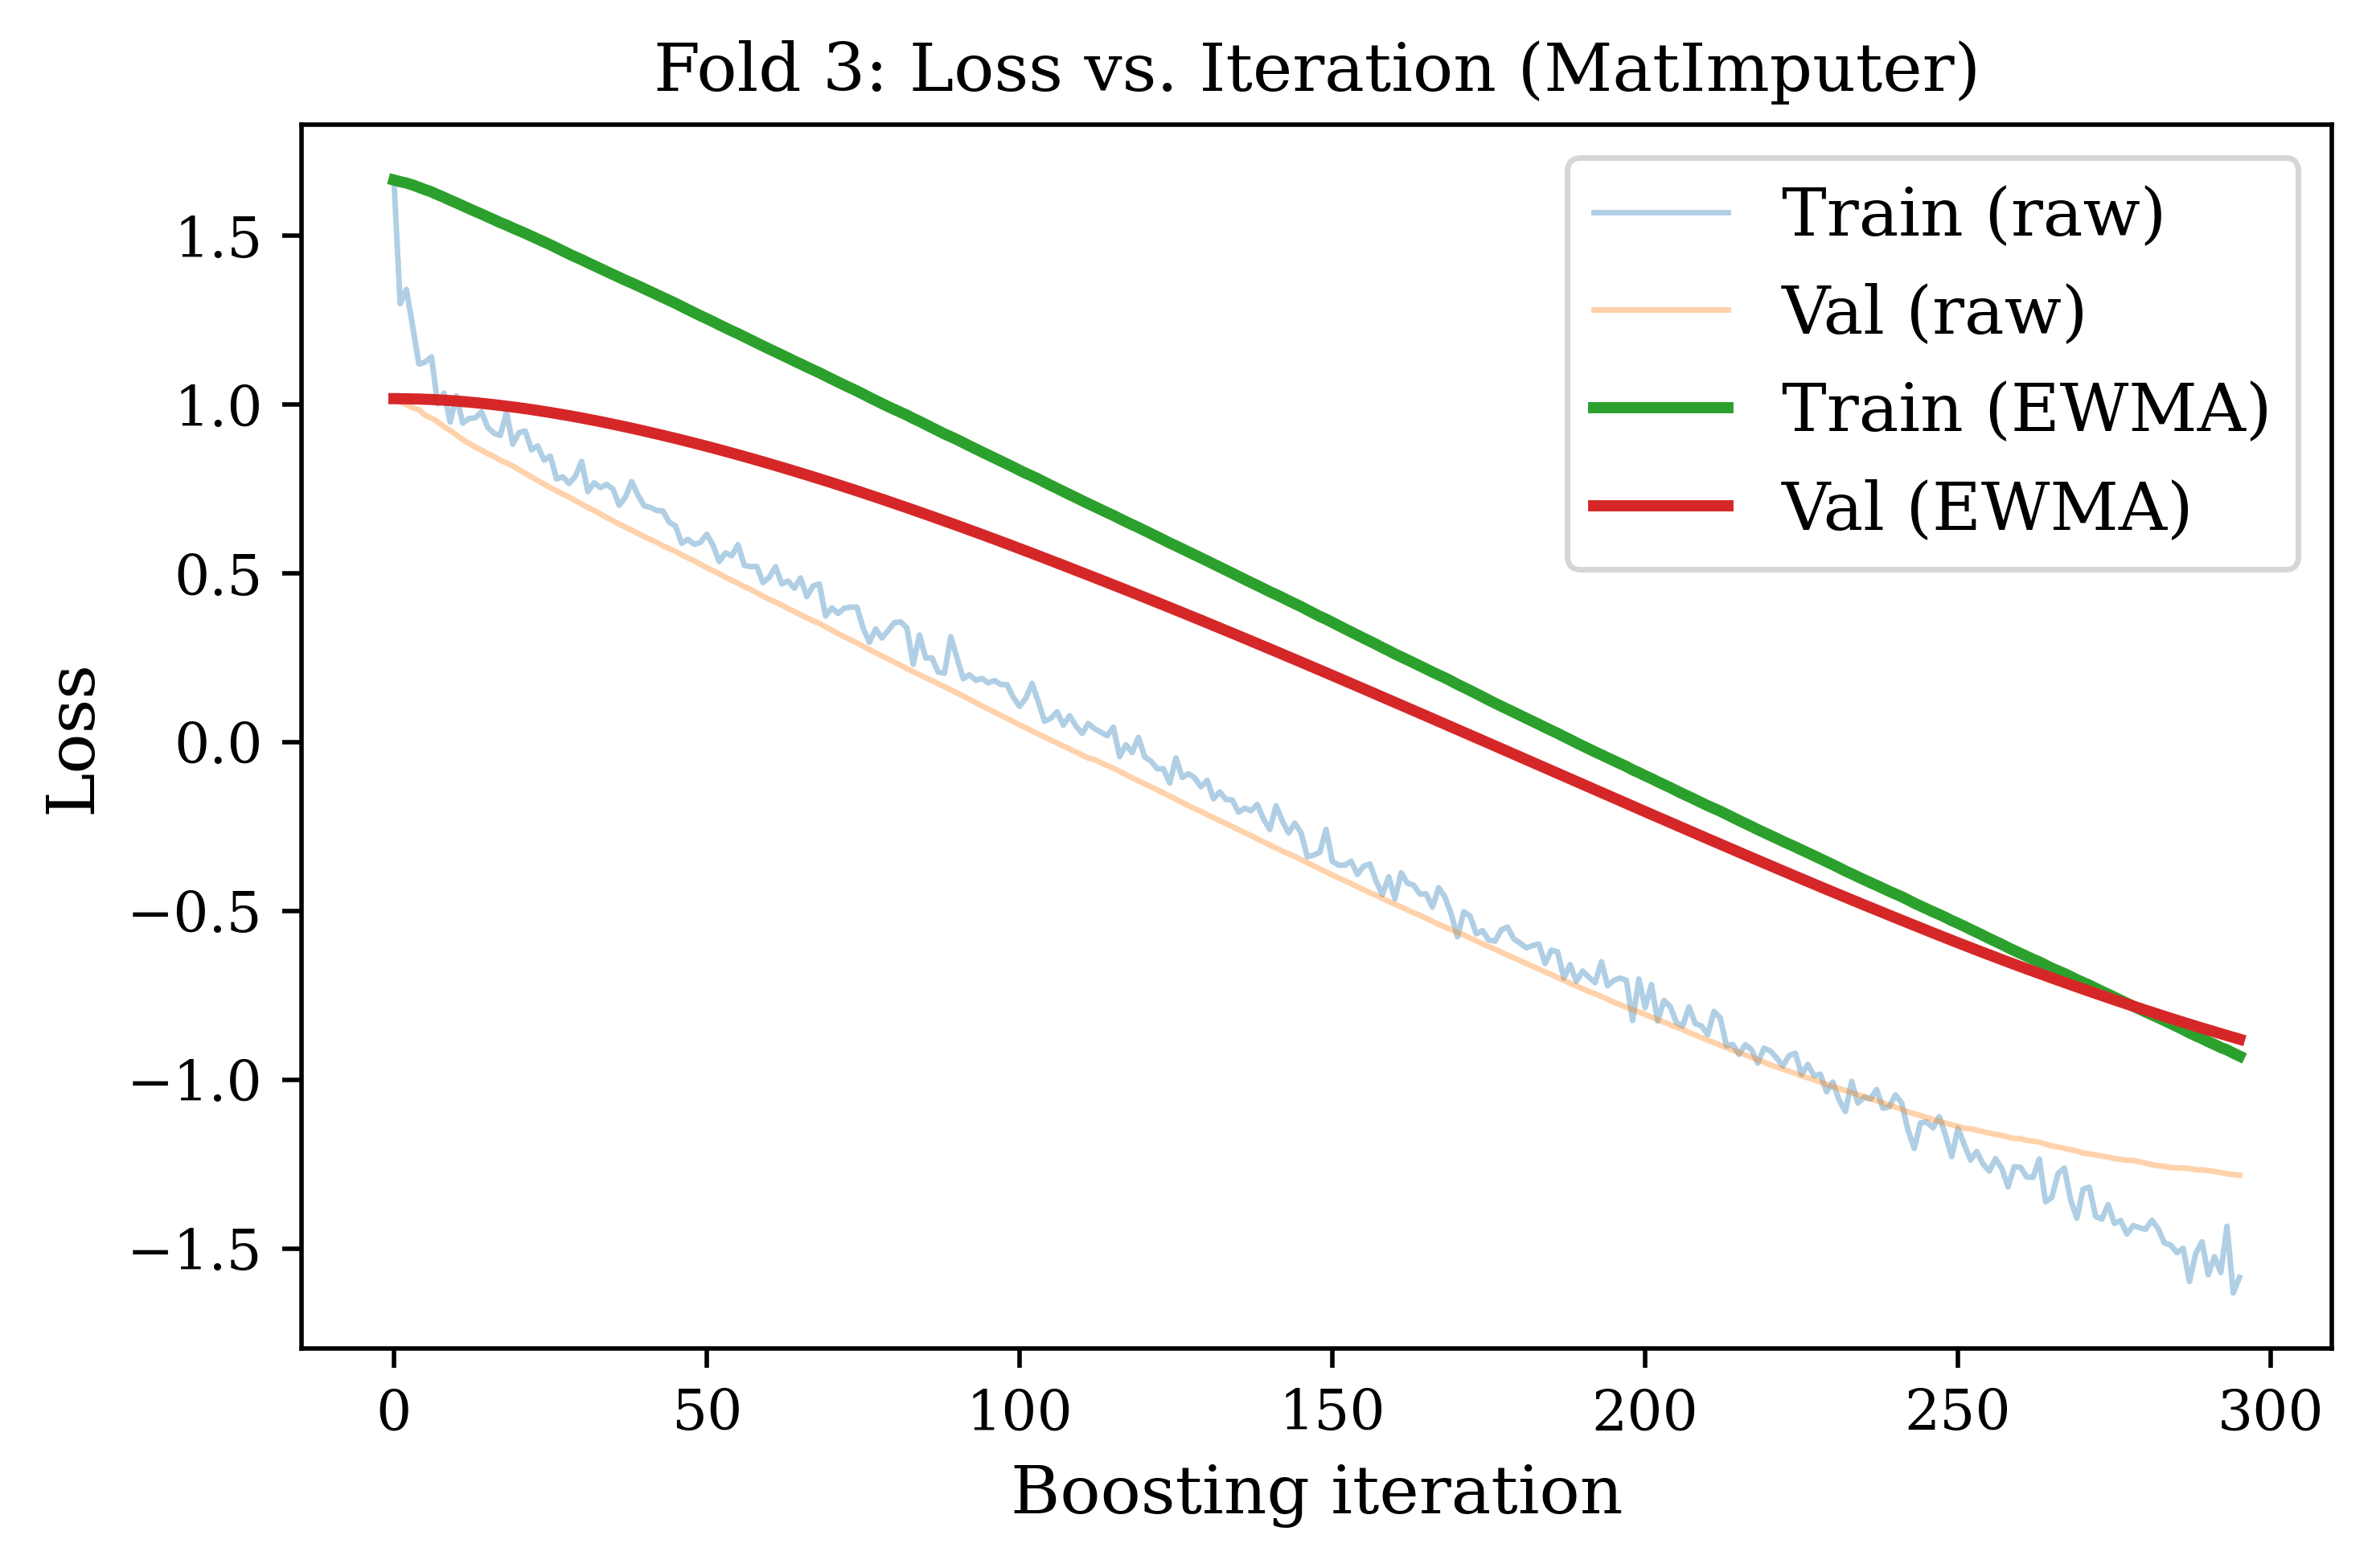 Fold 3: Loss vs. Iteration (MatImputer)
Train (raw)
Val (raw)
Train (EWMA)
Val (EWMA)
Loss
1.5
1.0
0.5
0.0
−0.5
−1.0
−1.5
0 50 100 150 200 250 300
Boosting iteration